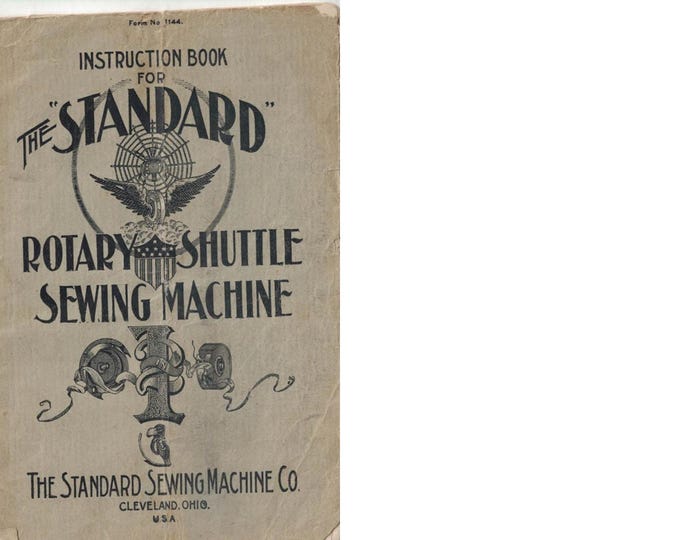 Form No 1144.
INSTRUCTION BOOK
FOR
THE "STANDARD"
ROTARY SHUTTLE
SEWING MACHINE
THE STANDARD SEWING MACHINE CO.
CLEVELAND, OHIO.
U.S.A